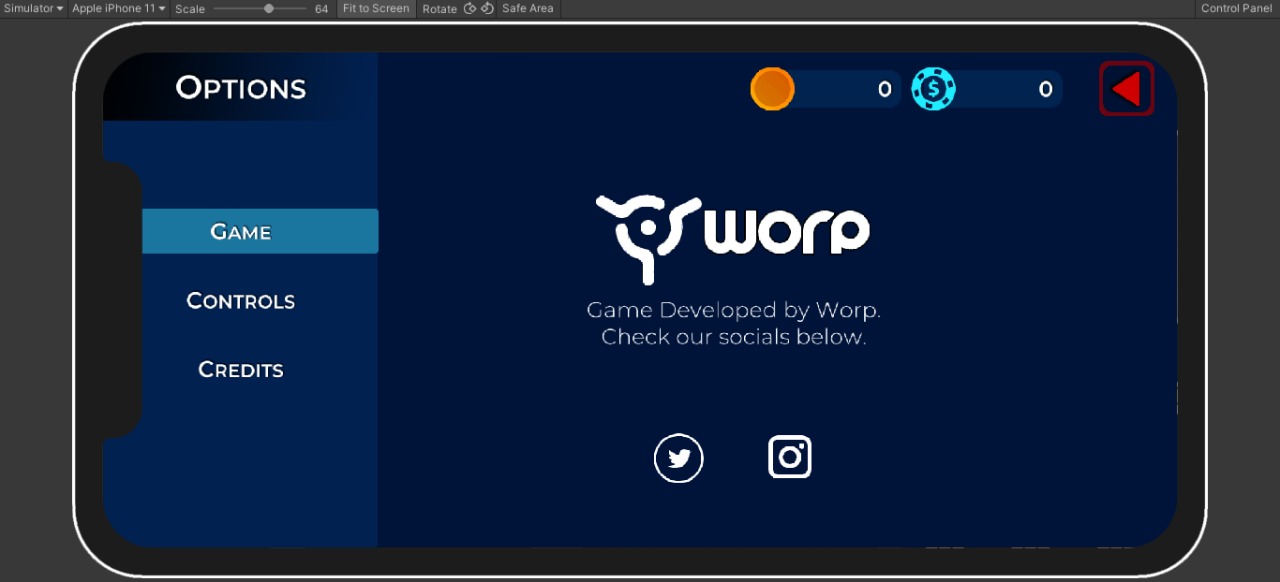 Simulator Apple iPhone 11 Scale 64 Fit to Screen Rotate Safe Area Control Panel
OPTIONS
0
$
0
GAME
CONTROLS
CREDITS
worp
Game Developed by Worp.
Check our socials below.